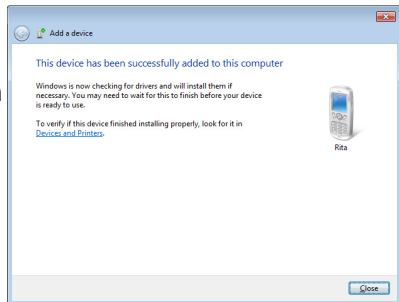 Add a device
This device has been successfully added to this computer
Windows is now checking for drivers and will install them if
necessary. You may need to wait for this to finish before your device
is ready to use.
To verify if this device finished installing properly, look for it in
Devices and Printers.
Rita
Close